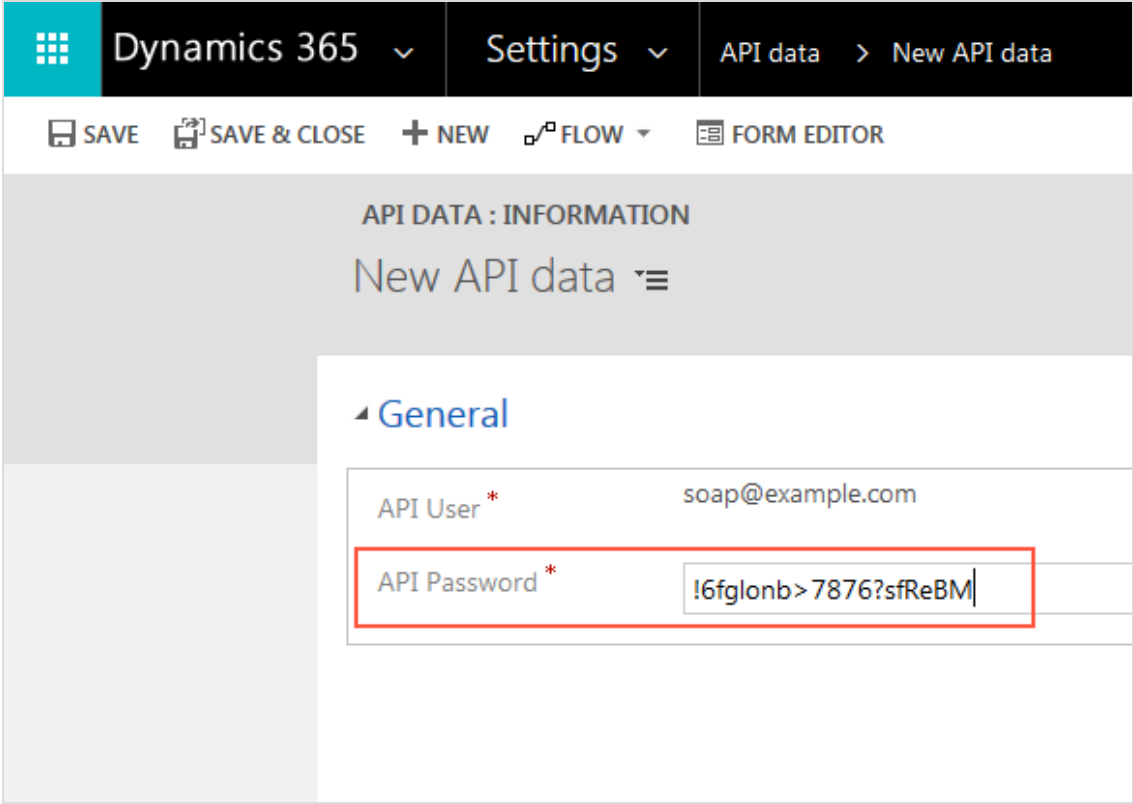 Dynamics 365 Settings API data > New API data
SAVE SAVE & CLOSE NEW FLOW FORM EDITOR
API DATA : INFORMATION
New API data
General
API User * soap@example.com
API Password * !6fglonb>7876?sfReBM